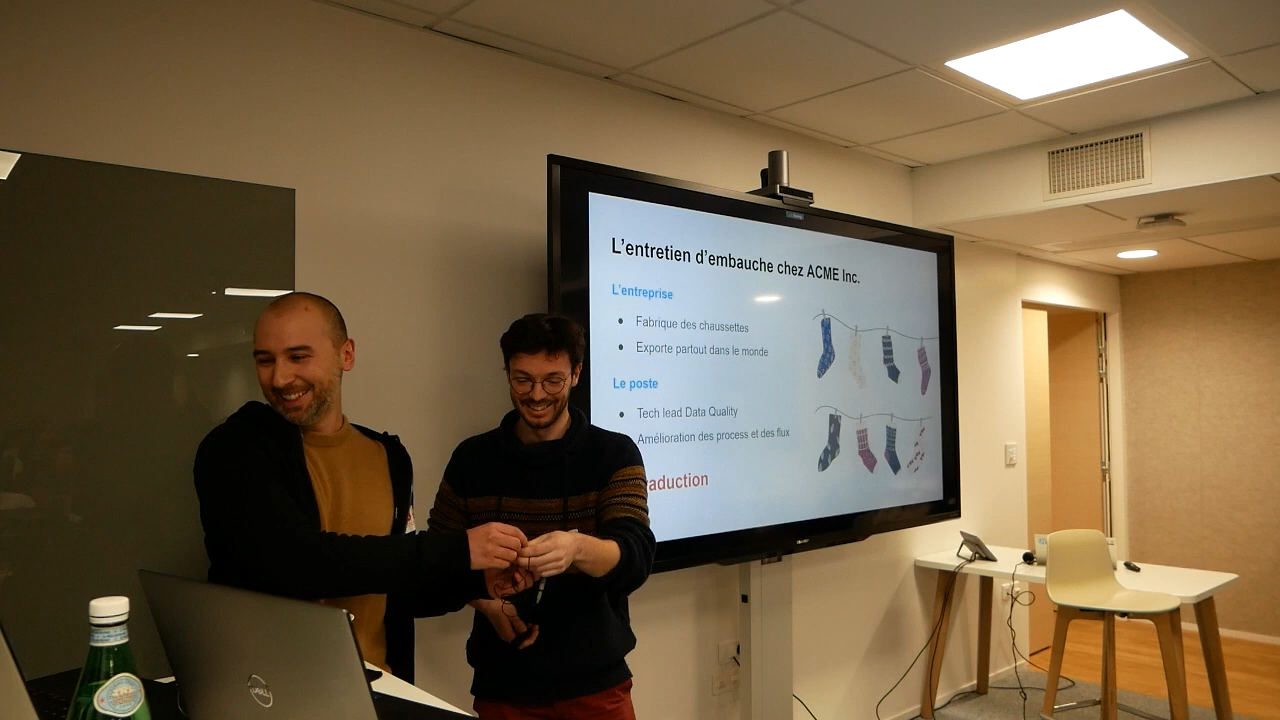 L'entretien d'embauche chez ACME Inc.
L'entreprise
Fabrique des chaussettes
Exporte partout dans le monde
Le poste
Tech lead Data Quality
Amélioration des process et des flux
raduction
DELL